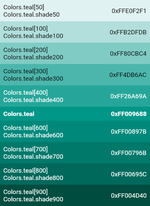 Colors.teal[50]
Colors.teal.shade50
0xFFE0F2F1
Colors.teal[100]
Colors.teal.shade100
0xFFB2DFDB
Colors.teal[200]
Colors.teal.shade200
0xFF80CBC4
Colors.teal[300]
Colors.teal.shade300
0xFF4DB6AC
Colors.teal[400]
Colors.teal.shade400
0xFF26A69A
Colors.teal
0xFF009688
Colors.teal[600]
Colors.teal.shade600
0xFF00897B
Colors.teal[700]
Colors.teal.shade700
0xFF00796B
Colors.teal[800]
Colors.teal.shade800
0xFF00695C
Colors.teal[900]
Colors.teal.shade900
0xFF004D40